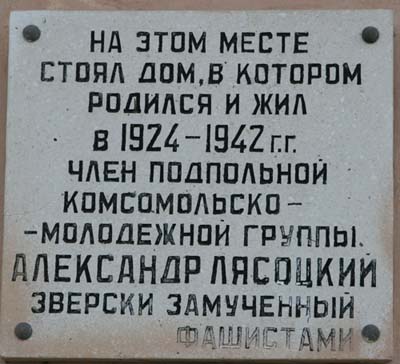 НА ЭТОМ МЕСТЕ
СТОЯЛ ДОМ, В КОТОРОМ
РОДИЛСЯ И ЖИЛ
В 1924-1942 Г.Г.
ЧЛЕН ПОДПОЛЬНОЙ
КОМСОМОЛЬСКО-
-МОЛОДЕЖНОЙ ГРУППЫ.
АЛЕКСАНДР ЛЯСОЦКИЙ
ЗВЕРСКИ ЗАМУЧЕННЫЙ
ФАШИСТАМИ